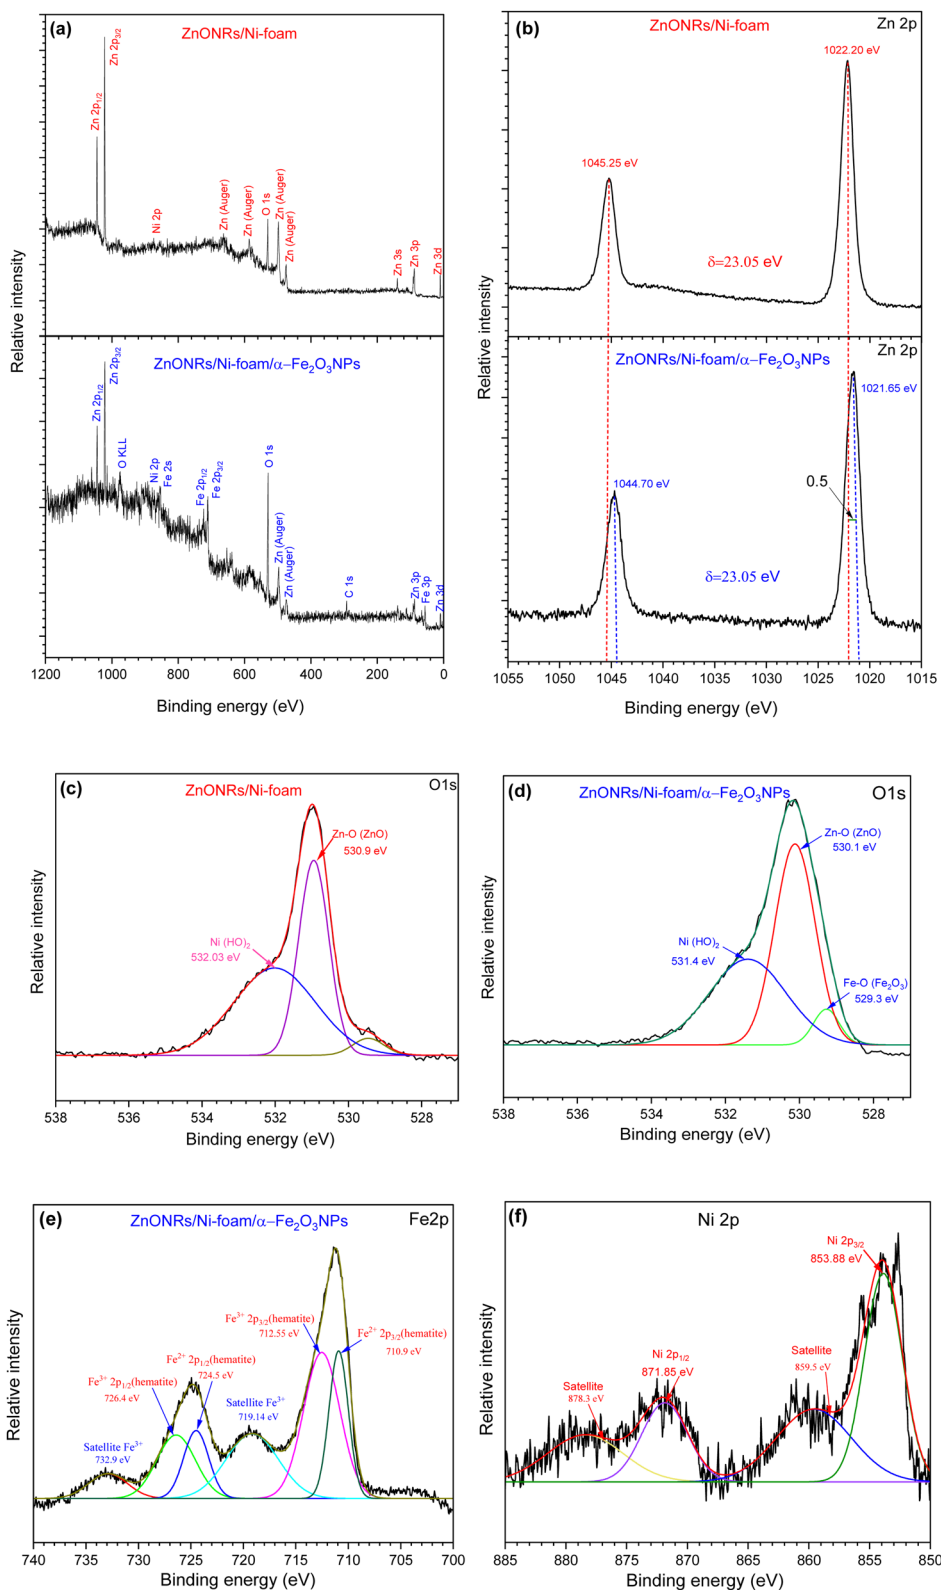 (a)
ZnONRs/Ni-foam
Zn 2p1/2
Zn 2p3/2
Ni 2p
Zn (Auger)
Zn (Auger)
O 1s
Zn (Auger)
Zn (Auger)
Zn 3s
Zn 3p
Zn 3d
ZnONRs/Ni-foam/α–Fe2O3NPs
Zn 2p1/2
Zn 2p3/2
O KLL
Ni 2p
Fe 2s
Fe 2p1/2
Fe 2p3/2
O 1s
Zn (Auger)
Zn (Auger)
C 1s
Zn 3p
Fe 3p
Zn 3d
Relative intensity
1200 1000 800 600 400 200 0
Binding energy (eV)
(b)
ZnONRs/Ni-foam
Zn 2p
1022.20 eV
1045.25 eV
δ=23.05 eV
ZnONRs/Ni-foam/α–Fe2O3NPs
Zn 2p
1021.65 eV
0.5
1044.70 eV
δ=23.05 eV
Relative intensity
1055 1050 1045 1040 1035 1030 1025 1020 1015
Binding energy (eV)
(c)
ZnONRs/Ni-foam
O1s
Zn-O (ZnO)
530.9 eV
Ni (HO)2
532.03 eV
Relative intensity
538 536 534 532 530 528
Binding energy (eV)
(d)
ZnONRs/Ni-foam/α–Fe2O3NPs
O1s
Zn-O (ZnO)
530.1 eV
Ni (HO)2
531.4 eV
Fe-O (Fe2O3)
529.3 eV
Relative intensity
538 536 534 532 530 528
Binding energy (eV)
(e)
ZnONRs/Ni-foam/α–Fe2O3NPs
Fe2p
Fe3+ 2p3/2(hematite)
712.55 eV
Fe2+ 2p3/2(hematite)
710.9 eV
Fe2+ 2p1/2(hematite)
724.5 eV
Fe3+ 2p1/2(hematite)
726.4 eV
Satellite Fe3+
719.14 eV
Satellite Fe3+
732.9 eV
Relative intensity
740 735 730 725 720 715 710 705 700
Binding energy (eV)
(f)
Ni 2p
Ni 2p3/2
853.88 eV
Ni 2p1/2
871.85 eV
Satellite
859.5 eV
Satellite
878.3 eV
Relative intensity
885 880 875 870 865 860 855 850
Binding energy (eV)